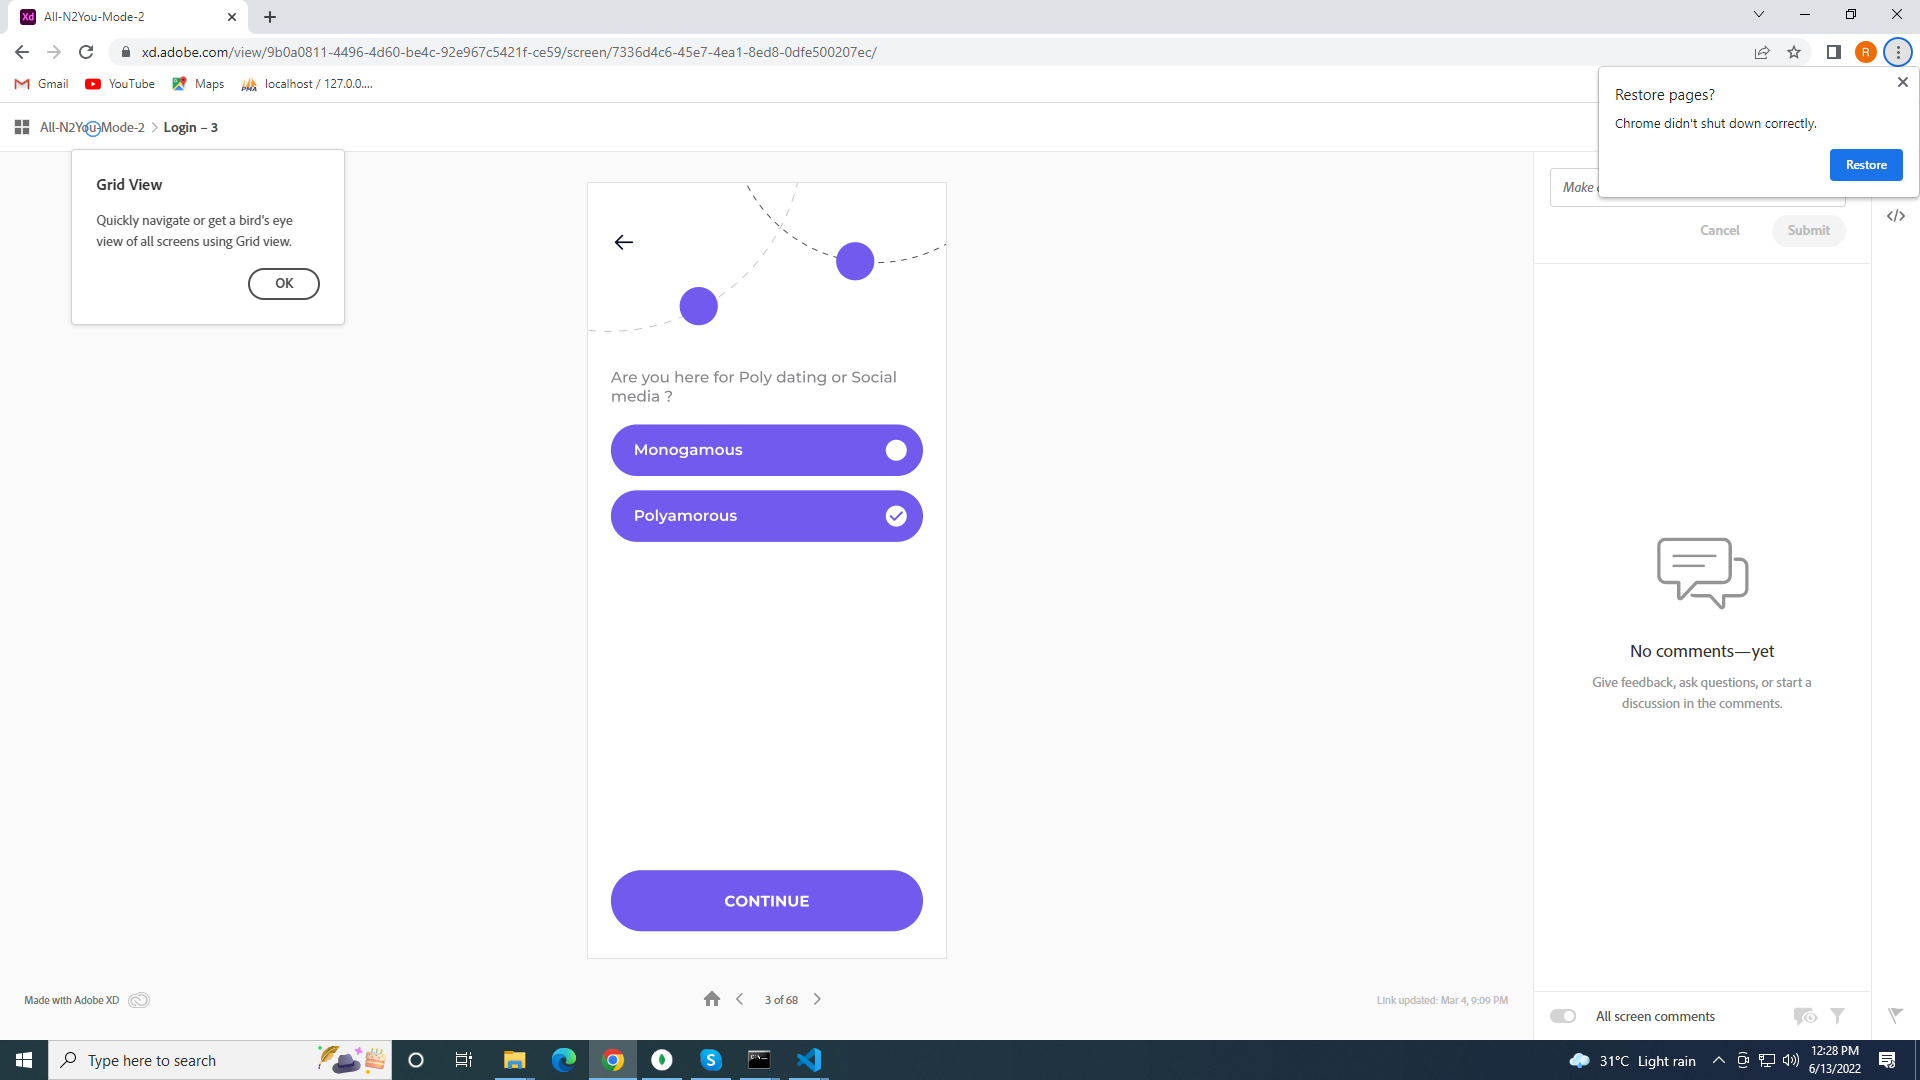 All-N2You-Mode-2
xd.adobe.com/view/9b0a0811-4496-4d60-be4c-92e967c5421f-ce59/screen/7336d4c6-45e7-4ea1-8ed8-0dfe500207ec/
R
Gmail
YouTube
Maps
localhost / 127.0.0....
Restore pages?
Chrome didn't shut down correctly.
Restore
All-N2You-Mode-2
Login – 3
Grid View
Quickly navigate or get a bird's eye
view of all screens using Grid view.
OK
Are you here for Poly dating or Social
media ?
Monogamous
Polyamorous
CONTINUE
Make
Cancel
Submit
No comments—yet
Give feedback, ask questions, or start a
discussion in the comments.
Made with Adobe XD
3 of 68
Link updated: Mar 4, 9:09 PM
All screen comments
Type here to search
31°C Light rain
12:28 PM
6/13/2022